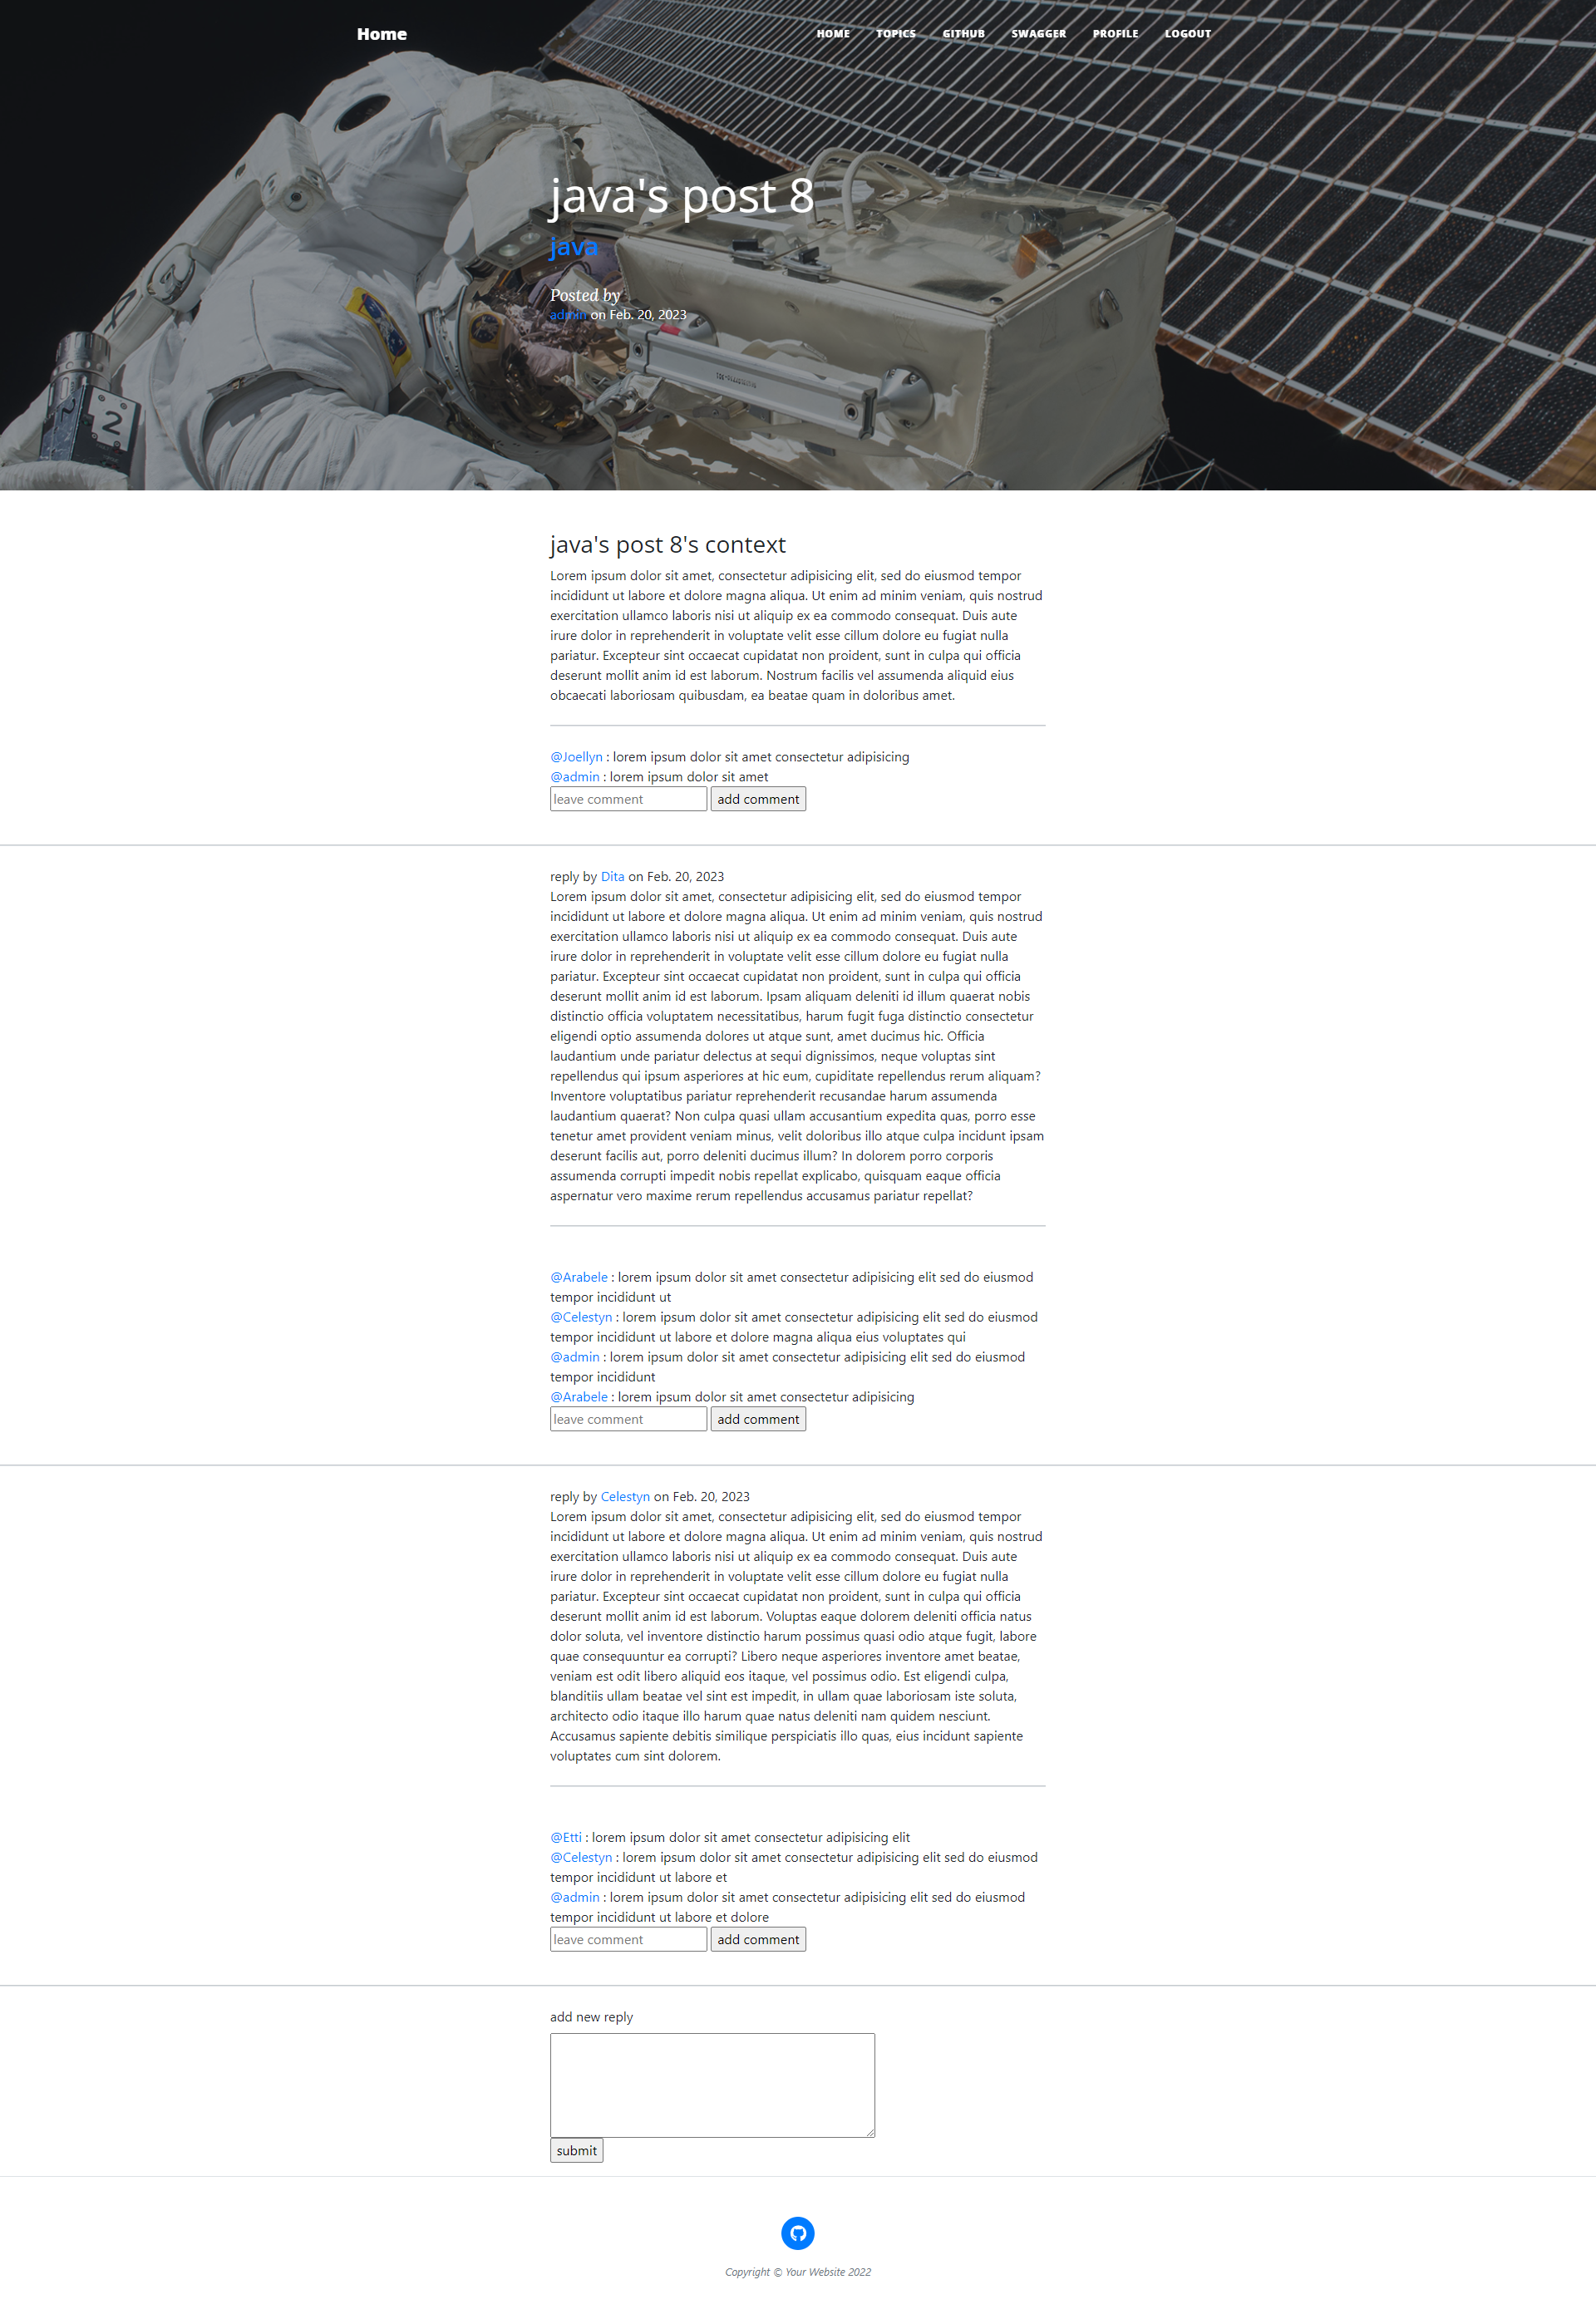 Home
HOME TOPICS GITHUB SWAGGER PROFILE LOGOUT
java's post 8
java
Posted by
admin on Feb. 20, 2023
2
java's post 8's context
Lorem ipsum dolor sit amet, consectetur adipisicing elit, sed do eiusmod tempor
incididunt ut labore et dolore magna aliqua. Ut enim ad minim veniam, quis nostrud
exercitation ullamco laboris nisi ut aliquip ex ea commodo consequat. Duis aute
irure dolor in reprehenderit in voluptate velit esse cillum dolore eu fugiat nulla
pariatur. Excepteur sint occaecat cupidatat non proident, sunt in culpa qui officia
deserunt mollit anim id est laborum. Nostrum facilis vel assumenda aliquid eius
obcaecati laboriosam quibusdam, ea beatae quam in doloribus amet.
@Joellyn : lorem ipsum dolor sit amet consectetur adipisicing
@admin : lorem ipsum dolor sit amet
leave comment add comment
reply by Dita on Feb. 20, 2023
Lorem ipsum dolor sit amet, consectetur adipisicing elit, sed do eiusmod tempor
incididunt ut labore et dolore magna aliqua. Ut enim ad minim veniam, quis nostrud
exercitation ullamco laboris nisi ut aliquip ex ea commodo consequat. Duis aute
irure dolor in reprehenderit in voluptate velit esse cillum dolore eu fugiat nulla
pariatur. Excepteur sint occaecat cupidatat non proident, sunt in culpa qui officia
deserunt mollit anim id est laborum. Ipsam aliquam deleniti id illum quaerat nobis
distinctio officia voluptatem necessitatibus, harum fugit fuga distinctio consectetur
eligendi optio assumenda dolores ut atque sunt, amet ducimus hic. Officia
laudantium unde pariatur delectus at sequi dignissimos, neque voluptas sint
repellendus qui ipsum asperiores at hic eum, cupiditate repellendus rerum aliquam?
Inventore voluptatibus pariatur reprehenderit recusandae harum assumenda
laudantium quaerat? Non culpa quasi ullam accusantium expedita quas, porro esse
tenetur amet provident veniam minus, velit doloribus illo atque culpa incidunt ipsam
deserunt facilis aut, porro deleniti ducimus illum? In dolorem porro corporis
assumenda corrupti impedit nobis repellat explicabo, quisquam eaque officia
aspernatur vero maxime rerum repellendus accusamus pariatur repellat?
@Arabele : lorem ipsum dolor sit amet consectetur adipisicing elit sed do eiusmod
tempor incididunt ut
@Celestyn : lorem ipsum dolor sit amet consectetur adipisicing elit sed do eiusmod
tempor incididunt ut labore et dolore magna aliqua eius voluptates qui
@admin : lorem ipsum dolor sit amet consectetur adipisicing elit sed do eiusmod
tempor incididunt
@Arabele : lorem ipsum dolor sit amet consectetur adipisicing
leave comment add comment
reply by Celestyn on Feb. 20, 2023
Lorem ipsum dolor sit amet, consectetur adipisicing elit, sed do eiusmod tempor
incididunt ut labore et dolore magna aliqua. Ut enim ad minim veniam, quis nostrud
exercitation ullamco laboris nisi ut aliquip ex ea commodo consequat. Duis aute
irure dolor in reprehenderit in voluptate velit esse cillum dolore eu fugiat nulla
pariatur. Excepteur sint occaecat cupidatat non proident, sunt in culpa qui officia
deserunt mollit anim id est laborum. Voluptas eaque dolorem deleniti officia natus
dolor soluta, vel inventore distinctio harum possimus quasi odio atque fugit, labore
quae consequuntur ea corrupti? Libero neque asperiores inventore amet beatae,
veniam est odit libero aliquid eos itaque, vel possimus odio. Est eligendi culpa,
blanditiis ullam beatae vel sint est impedit, in ullam quae laboriosam iste soluta,
architecto odio itaque illo harum quae natus deleniti nam quidem nesciunt.
Accusamus sapiente debitis similique perspiciatis illo quas, eius incidunt sapiente
voluptates cum sint dolorem.
@Etti : lorem ipsum dolor sit amet consectetur adipisicing elit
@Celestyn : lorem ipsum dolor sit amet consectetur adipisicing elit sed do eiusmod
tempor incididunt ut labore et
@admin : lorem ipsum dolor sit amet consectetur adipisicing elit sed do eiusmod
tempor incididunt ut labore et dolore
leave comment add comment
add new reply
submit
Copyright © Your Website 2022